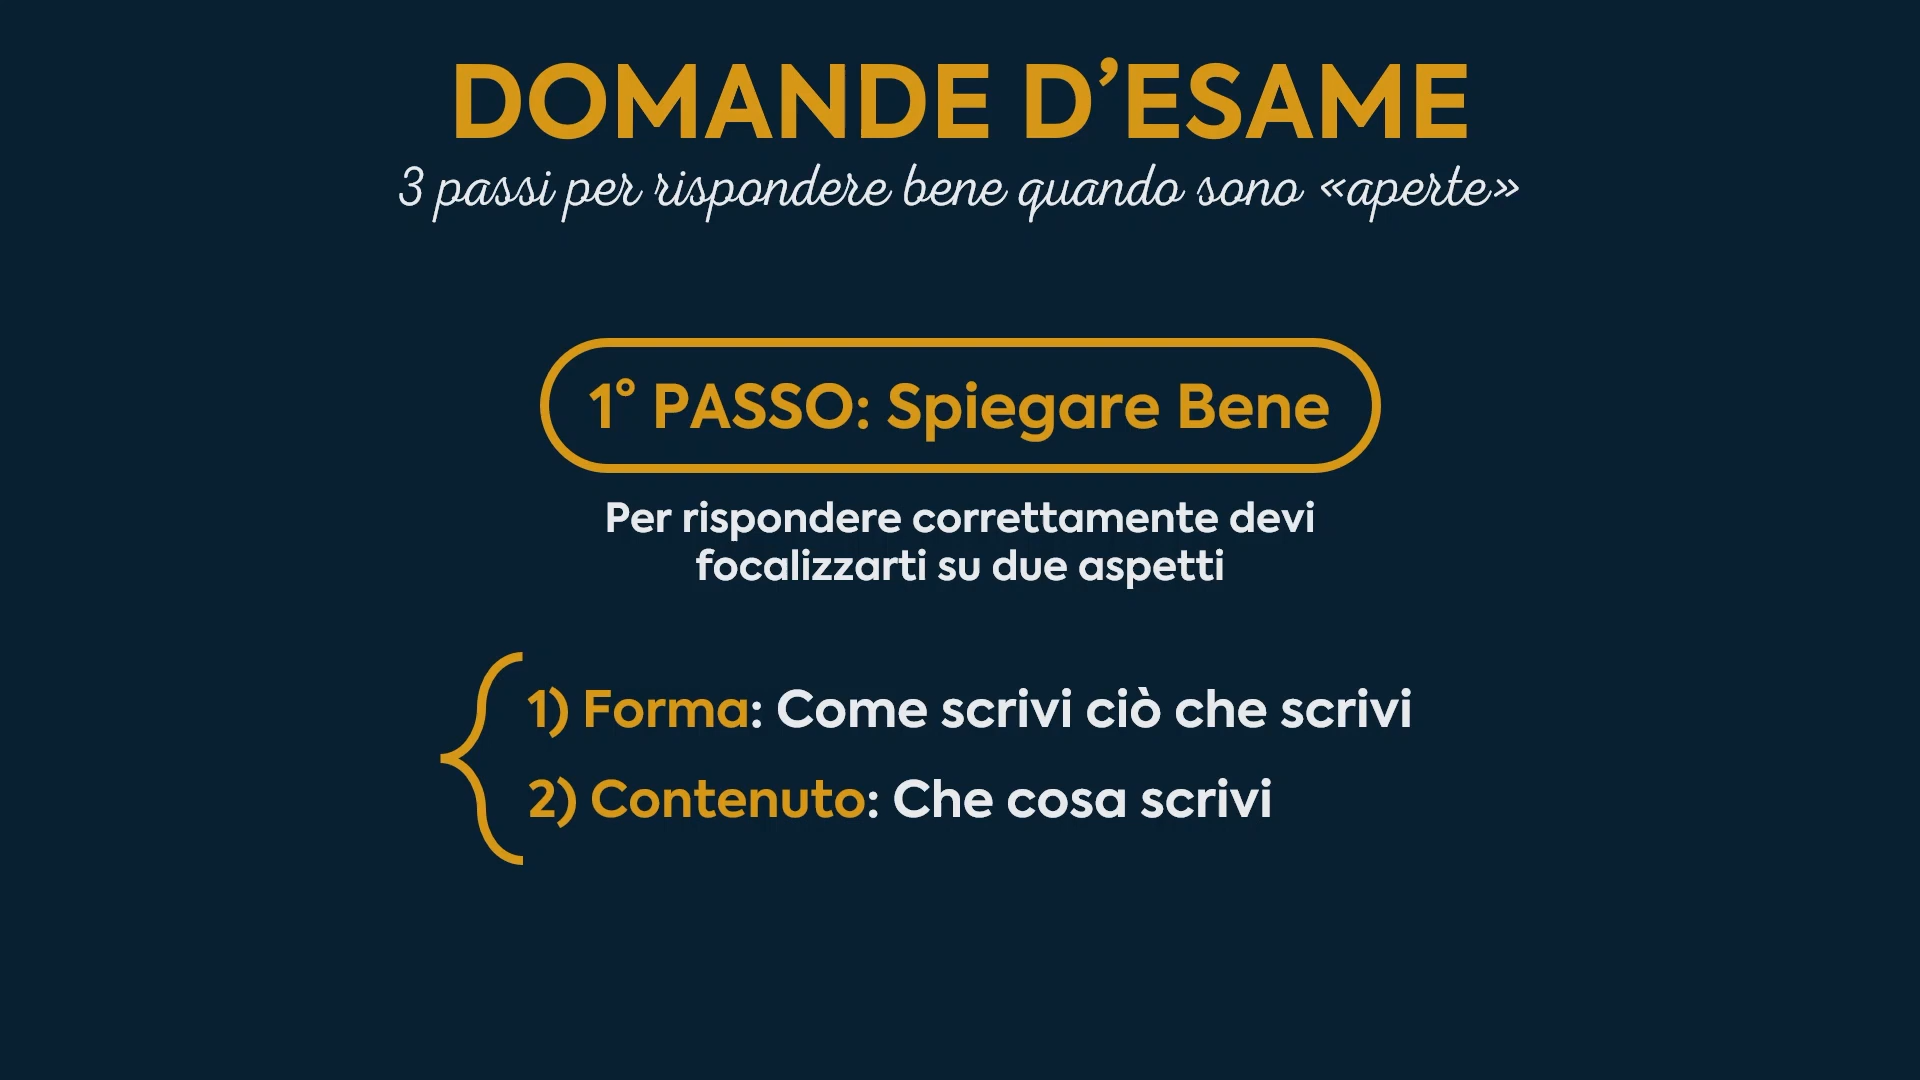 DOMANDE D’ESAME
3 passi per rispondere bene quando sono «aperte»
1° PASSO: Spiegare Bene
Per rispondere correttamente devi
focalizzarti su due aspetti
1) Forma: Come scrivi ciò che scrivi
2) Contenuto: Che cosa scrivi